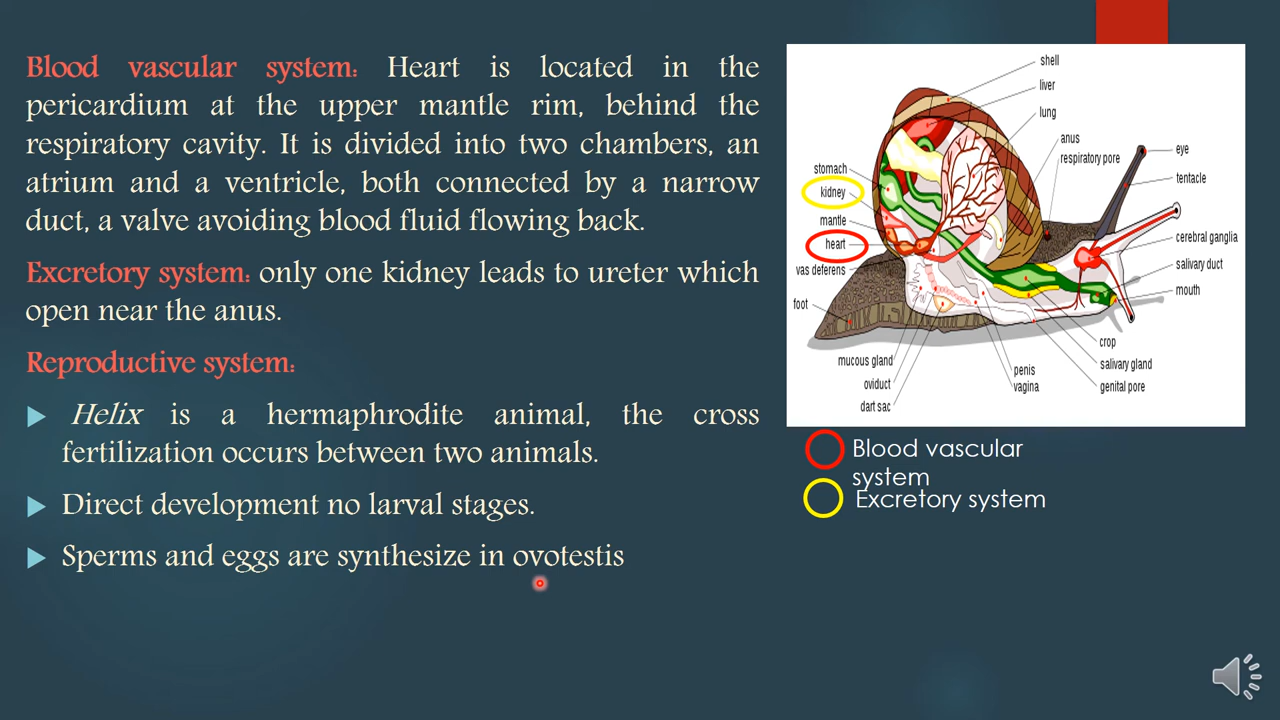 Blood vascular system: Heart is located in the
pericardium at the upper mantle rim, behind the
respiratory cavity. It is divided into two chambers, an
atrium and a ventricle, both connected by a narrow
duct, a valve avoiding blood fluid flowing back.
Excretory system: only one kidney leads to ureter which
open near the anus.
Reproductive system:
Helix is a hermaphrodite animal, the cross
fertilization occurs between two animals.
Direct development no larval stages.
Sperms and eggs are synthesize in ovotestis
shell
liver
lung
anus
respiratory pore
eye
tentacle
cerebral ganglia
salivary duct
mouth
stomach
kidney
mantle
heart
vas deferens
foot
mucous gland
oviduct
dart sac
penis
vagina
crop
salivary gland
genital pore
Blood vascular
system
Excretory system